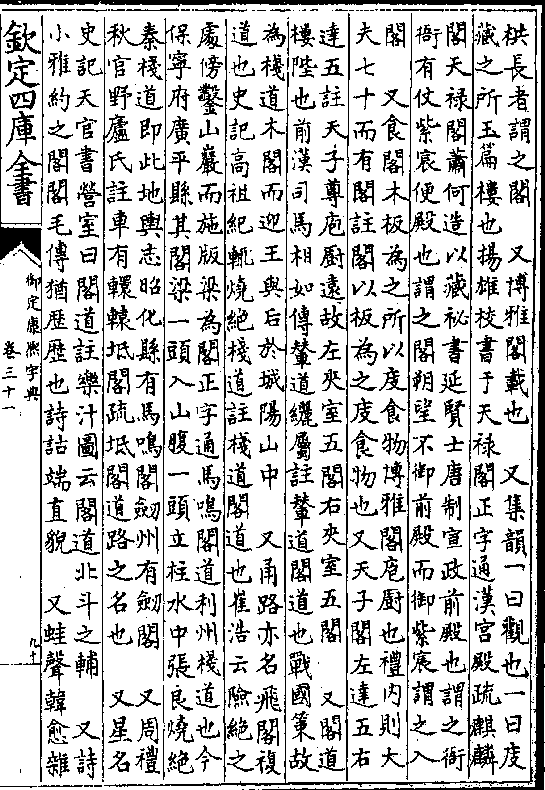 栱長者謂之閣　又博雅閣載也　又集韻一曰觀也一曰庋
藏之所玉篇樓也揚雄校書于天禄閣正字通漢宮殿疏麒麟
閣天禄閣蕭何造以藏祕書延賢士唐制宣政前殿也謂之衙
衙有仗紫宸便殿也謂之閣朔望不御前殿而御紫宸謂之入
閣　又食閣木板為之所以庋食物博雅閣庖厨也禮内則大
夫七十而有閣註閣以板為之庋食物也又天子閣左達五右
達五註天子尊庖厨遠故左夾室五閣右夾室五閣　又閣道
樓陛也前漢司馬相如傳輦道纚屬註輦道閣道也戰國策故
為棧道木閣而迎王與后於城陽山中　又甬路亦名飛閣複
道也史記高祖紀輒燒絶棧道註棧道閣道也崔浩云險絶之
處傍鑿山巖而施版梁為閣正字通馬鳴閣道利州棧道也今
保寧府廣平縣其閣梁一頭入山腹一頭立柱水中張良燒絶
秦棧道即此地輿志昭化縣有馬鳴閣劒州有劒閣　又周禮
秋官野廬氏註車有轘轅坻閣疏坻閣道路之名也　又星名
史記天官書營室曰閣道註樂汁圖云閣道北斗之輔　又詩
小雅約之閣閣毛傳猶歴歴也詩詁端直貌　又蛙聲韓愈雜
欽定四庫全書
御定康熙字典
卷三十一
九十